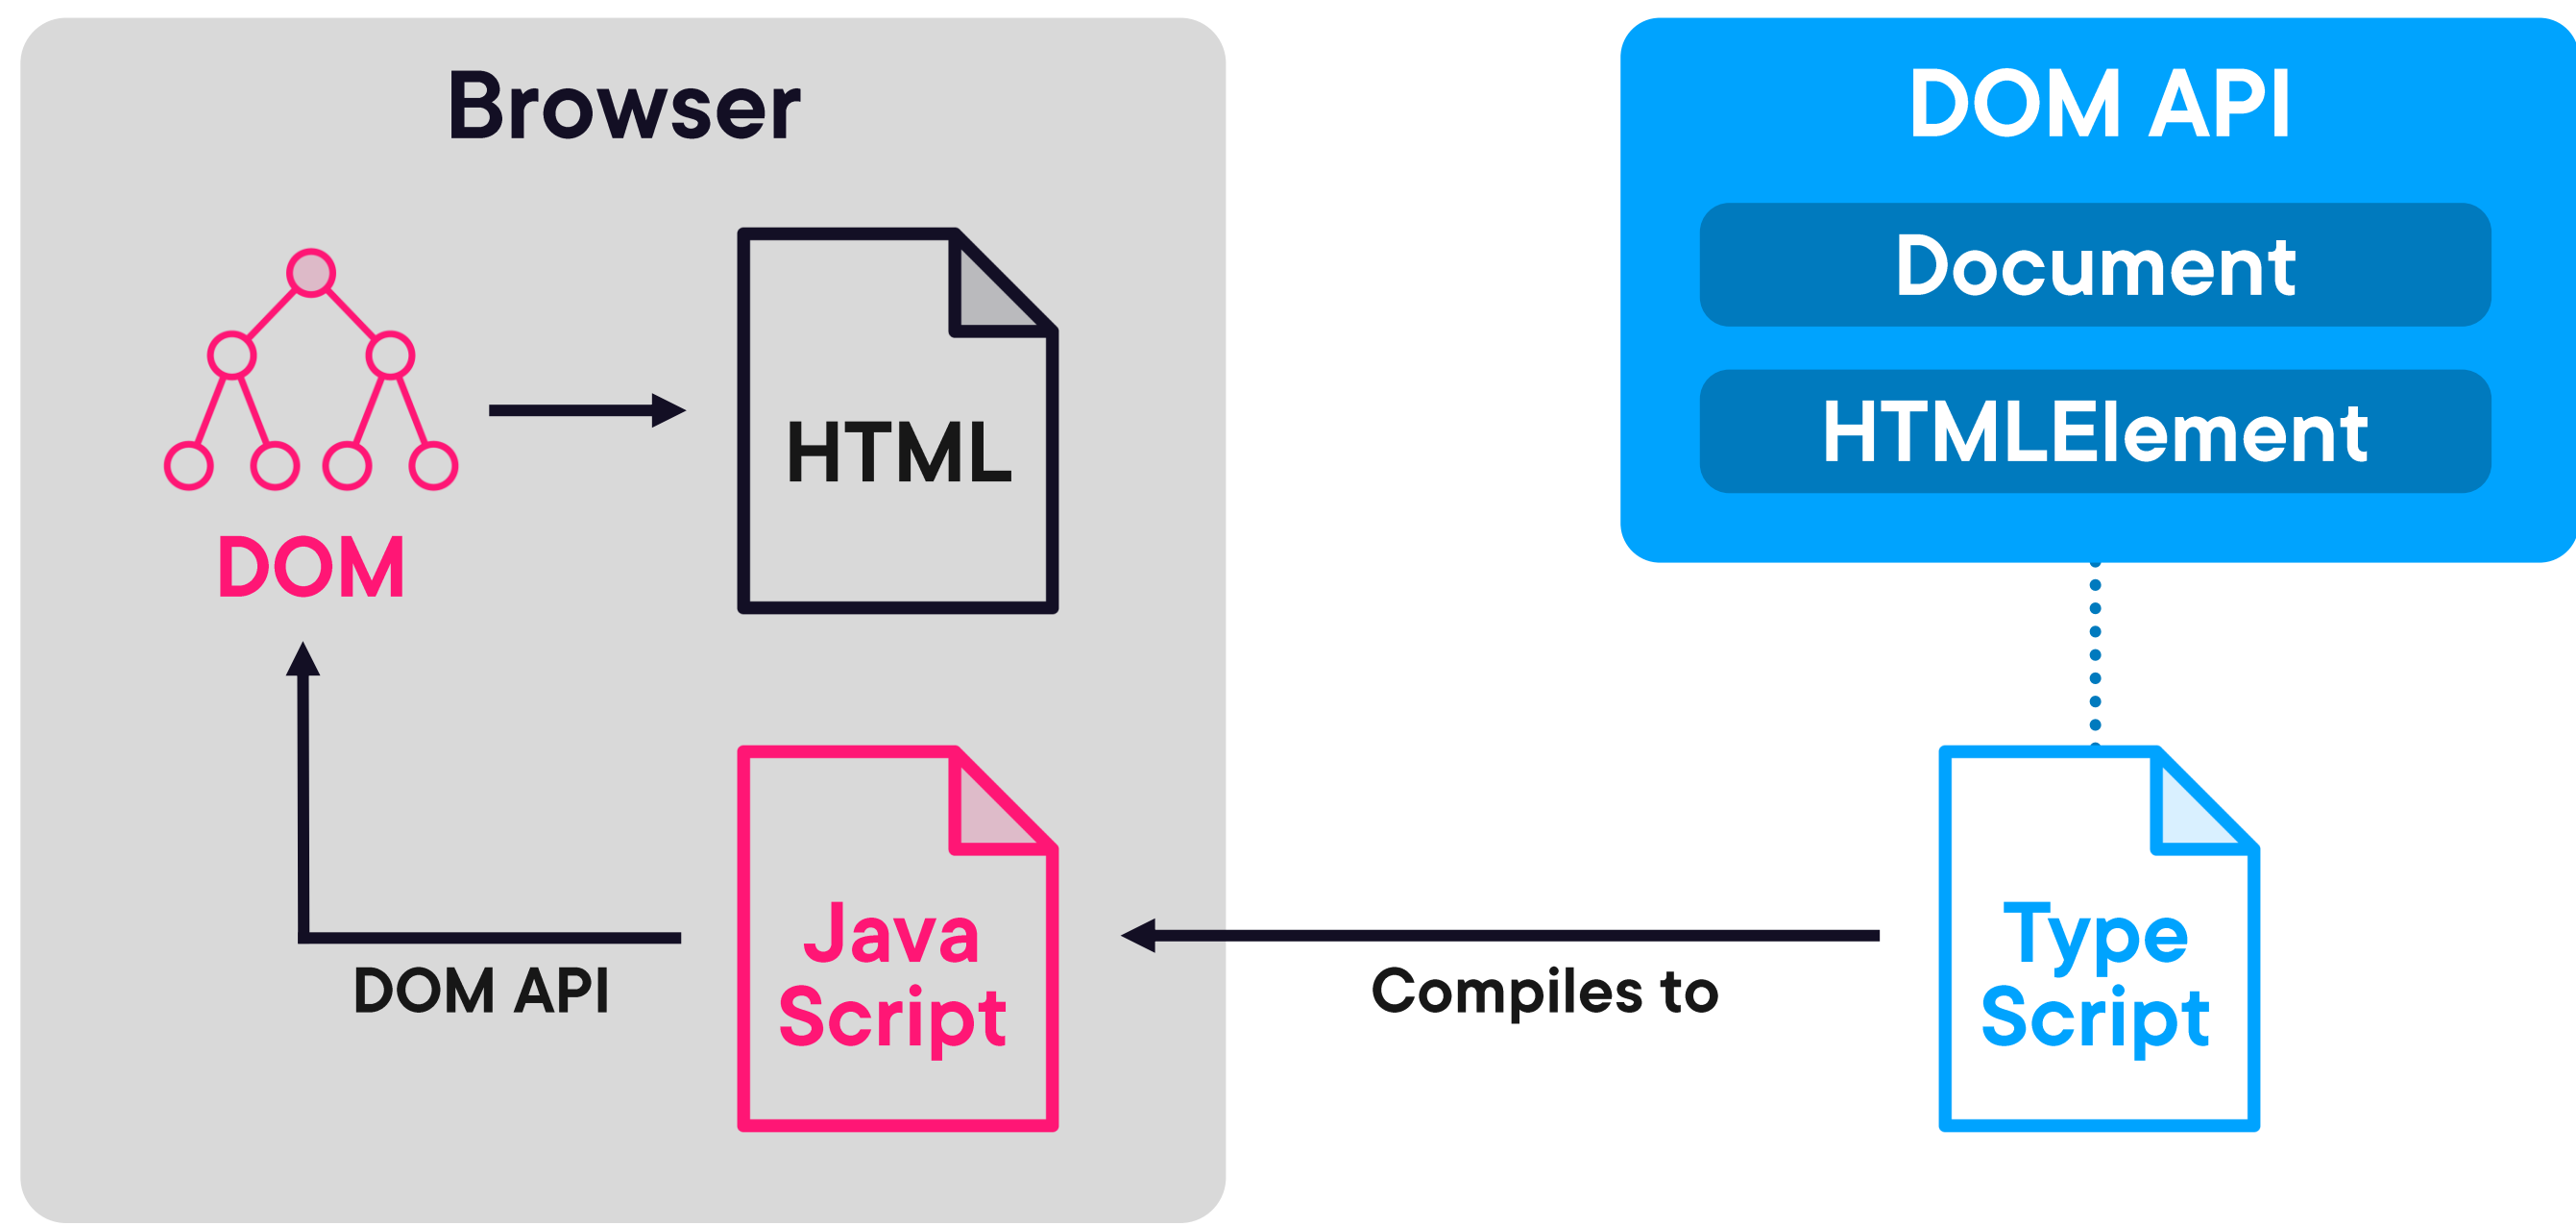 Browser
DOM
HTML
DOM API
Java
Script
Compiles to
DOM API
Document
HTMLElement
Type
Script